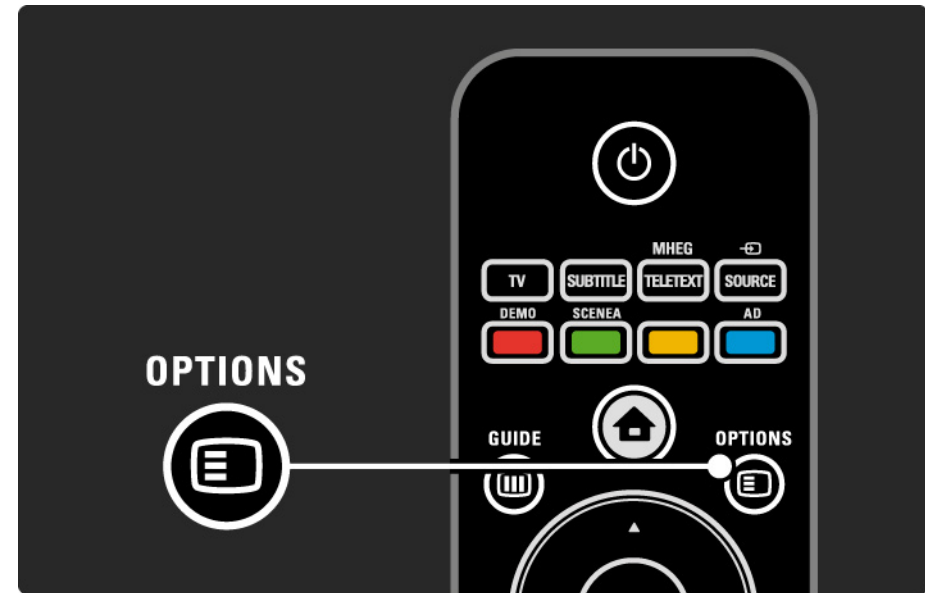 MHEG
TV SUBTITLE TELETEXT SOURCE
DEMO SCENEA AD
OPTIONS
GUIDE OPTIONS